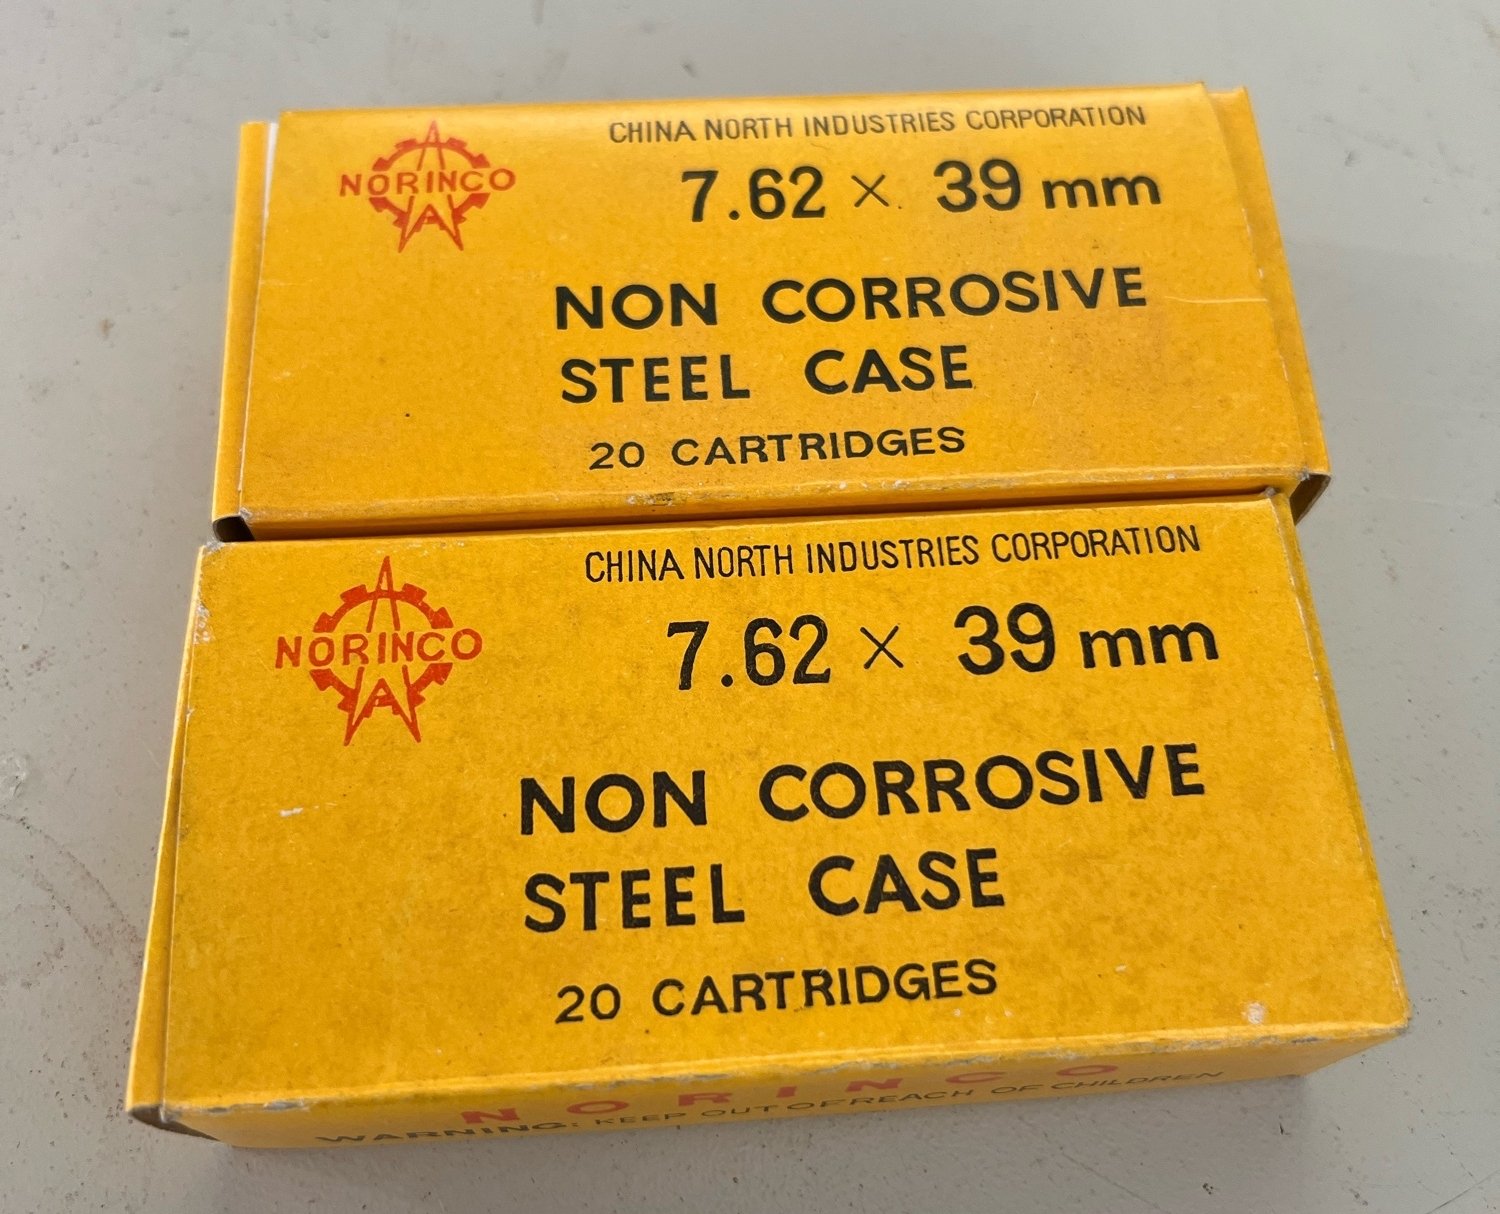 CHINA NORTH INDUSTRIES CORPORATION
NORINCO
7.62 × 39 mm
NON CORROSIVE
STEEL CASE
20 CARTRIDGES
CHINA NORTH INDUSTRIES CORPORATION
NORINCO
7.62 × 39 mm
NON CORROSIVE
STEEL CASE
20 CARTRIDGES
NORINCO
WARNING: KEEP OUT OF REACH OF CHILDREN